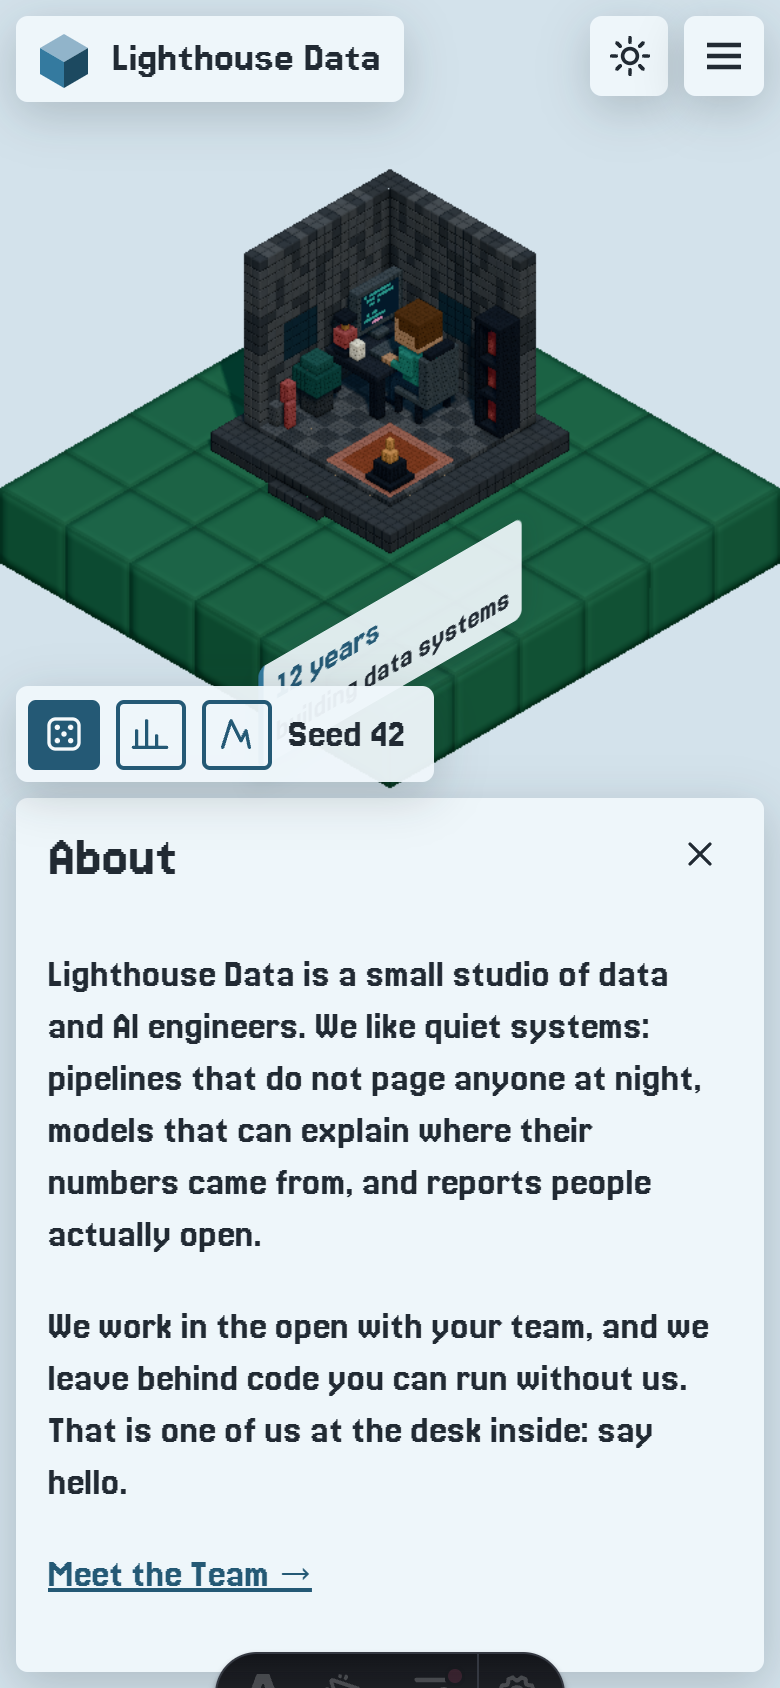 Lighthouse Data
12 years
building data systems
Seed 42
About
Lighthouse Data is a small studio of data
and AI engineers. We like quiet systems:
pipelines that do not page anyone at night,
models that can explain where their
numbers came from, and reports people
actually open.
We work in the open with your team, and we
leave behind code you can run without us.
That is one of us at the desk inside: say
hello.
Meet the Team →